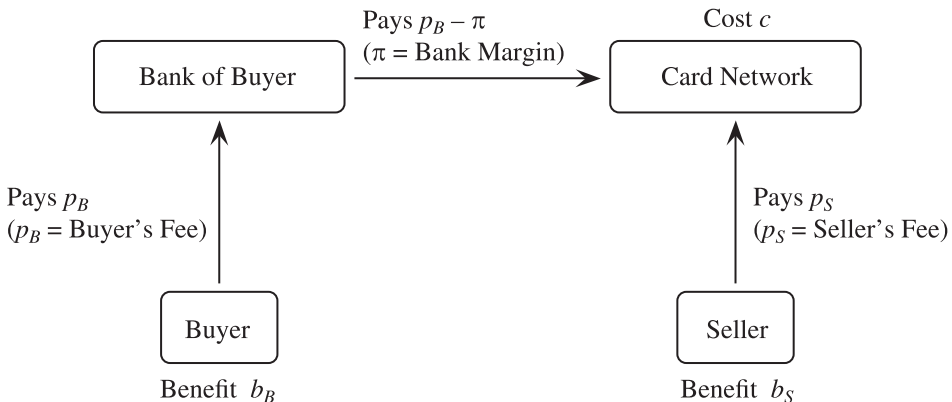 Pays p_B – π
(π = Bank Margin)
Cost c
Bank of Buyer
Card Network
Pays p_B
(p_B = Buyer's Fee)
Pays p_S
(p_S = Seller's Fee)
Buyer
Seller
Benefit b_B
Benefit b_S